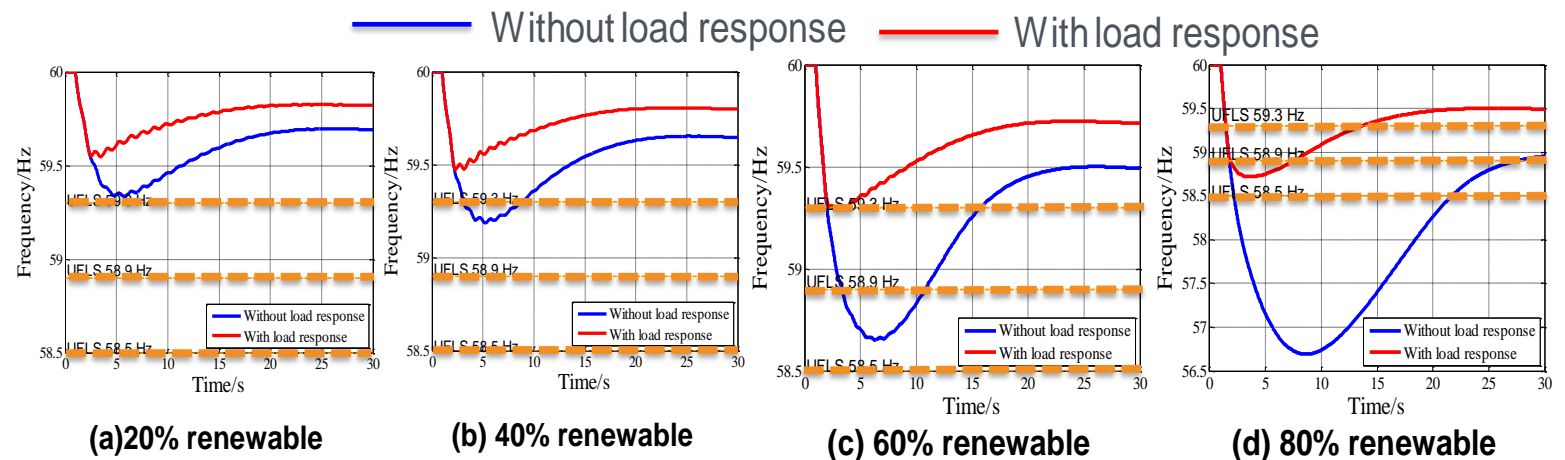 Without load response With load response
60
59.5
59
58.5
Frequency/Hz
UFLS 59.3 Hz
UFLS 58.9 Hz
UFLS 58.5 Hz
Without load response
With load response
0 5 10 15 20 25 30
Time/s
(a)20% renewable
60
59.5
59
58.5
Frequency/Hz
UFLS 59.3 Hz
UFLS 58.9 Hz
UFLS 58.5 Hz
Without load response
With load response
0 5 10 15 20 25 30
Time/s
(b) 40% renewable
60
59.5
59
58.5
Frequency/Hz
UFLS 59.3 Hz
UFLS 58.9 Hz
UFLS 58.5 Hz
Without load response
With load response
0 5 10 15 20 25 30
Time/s
(c) 60% renewable
60
59.5
59
58.5
58
57.5
57
56.5
Frequency/Hz
UFLS 59.3 Hz
UFLS 58.9 Hz
UFLS 58.5 Hz
Without load response
With load response
0 5 10 15 20 25 30
Time/s
(d) 80% renewable